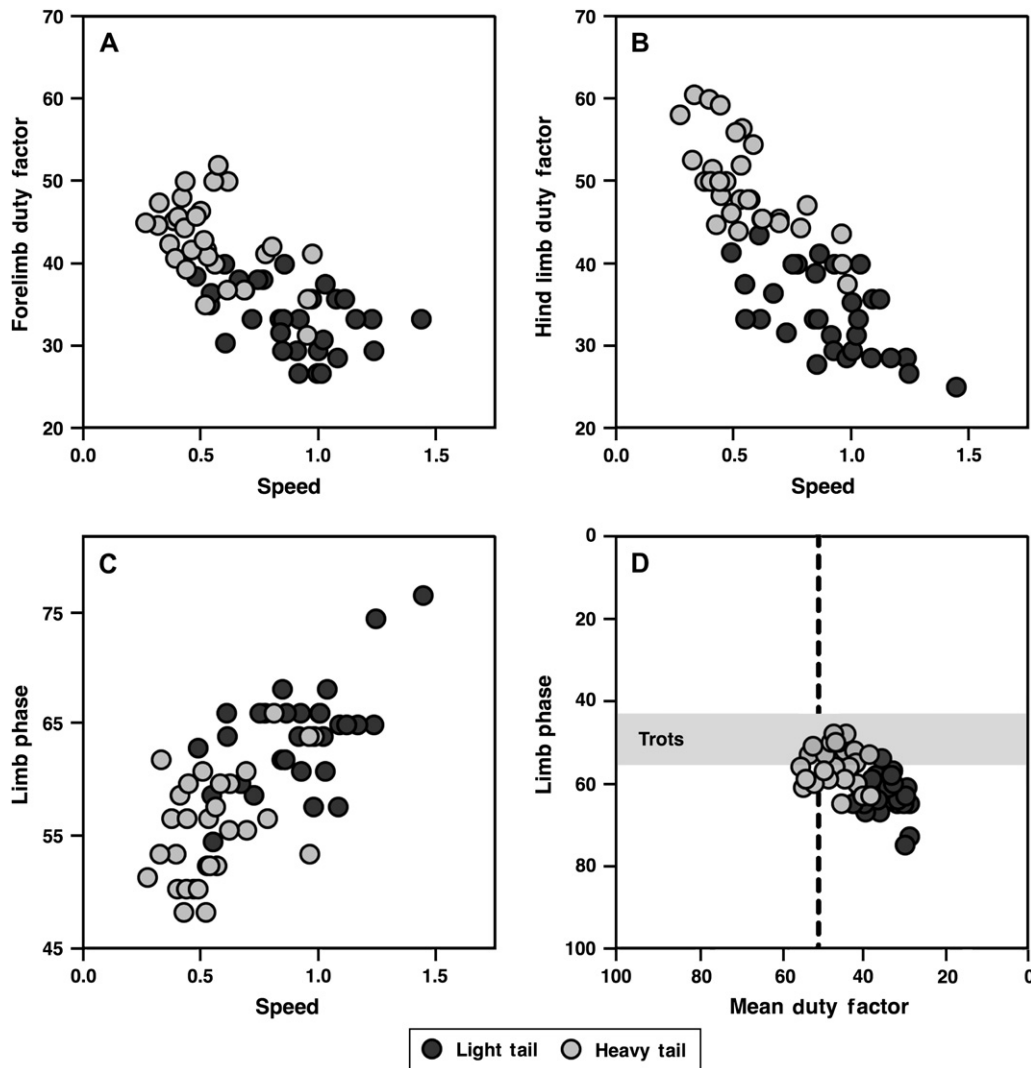 A
70
60
50
40
30
20
Forelimb duty factor
0.0 0.5 1.0 1.5
Speed
B
70
60
50
40
30
20
Hind limb duty factor
0.0 0.5 1.0 1.5
Speed
C
75
65
55
45
Limb phase
0.0 0.5 1.0 1.5
Speed
D
0
20
40
60
80
100
Limb phase
Trots
100 80 60 40 20 0
Mean duty factor
Light tail Heavy tail